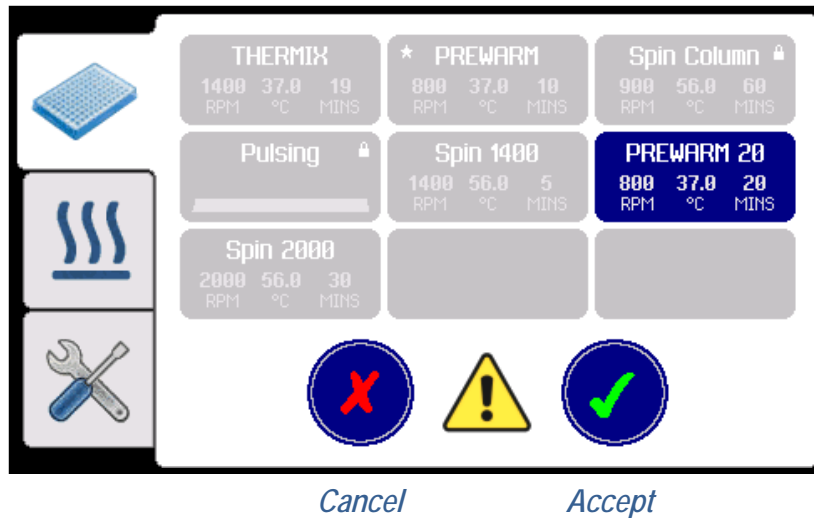 THERMIX
1400 37.0 19
RPM °C MINS
PREWARM
800 37.0 10
RPM °C MINS
Spin Column
900 56.0 60
RPM °C MINS
Pulsing
Spin 1400
1400 56.0 5
RPM °C MINS
PREWARM 20
800 37.0 20
RPM °C MINS
Spin 2000
2000 56.0 30
RPM °C MINS
Cancel Accept